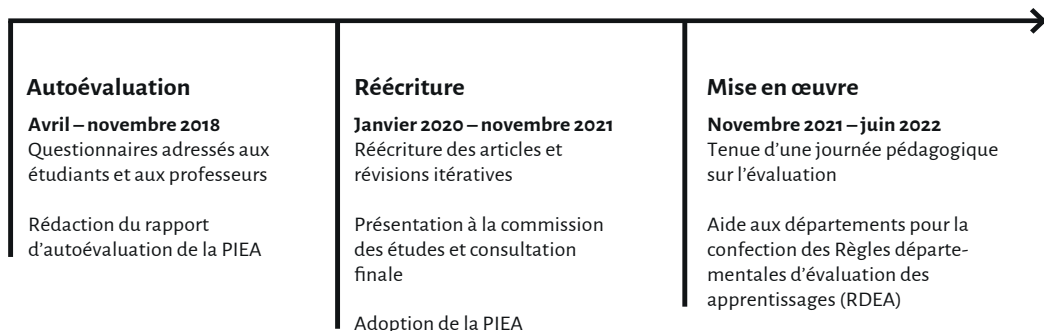 Autoévaluation
Avril – novembre 2018
Questionnaires adressés aux
étudiants et aux professeurs
Rédaction du rapport
d’autoévaluation de la PIEA
Réécriture
Janvier 2020 – novembre 2021
Réécriture des articles et
révisions itératives
Présentation à la commission
des études et consultation
finale
Adoption de la PIEA
Mise en œuvre
Novembre 2021 – juin 2022
Tenue d’une journée pédagogique
sur l’évaluation
Aide aux départements pour la
confection des Règles départe-
mentales d’évaluation des
apprentissages (RDEA)